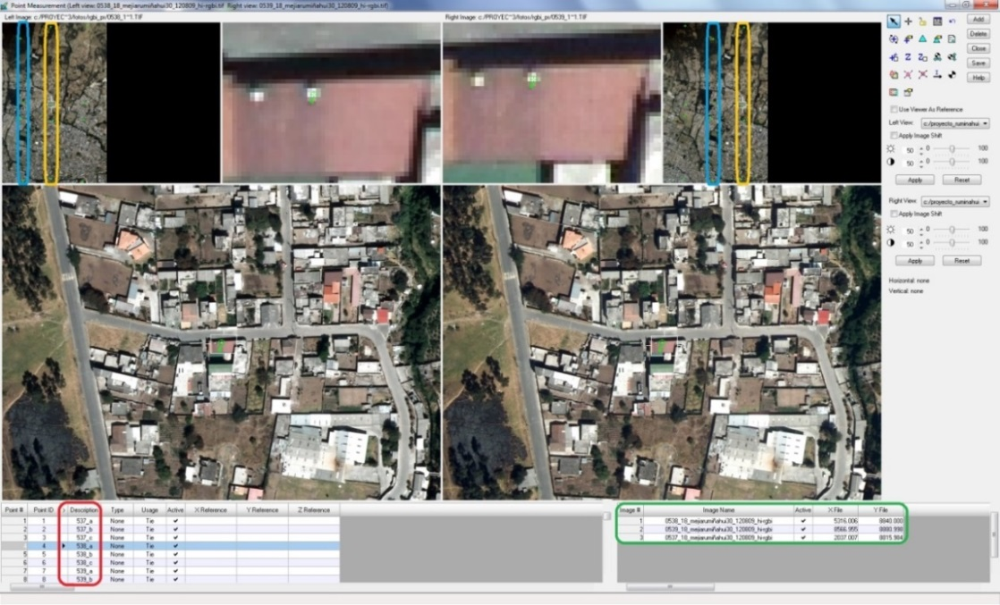 Point Measurement (Left view: 0538_18_mejiarumiñahui30_120809_hi-rgbi.tif Right view: 0539_18_mejiarumiñahui30_120809_hi-rgbi.tif)
Left Image: c:/PROYEC~3/fotos/rgbi_pr/0538_1~1.TIF
Right Image: c:/PROYEC~3/fotos/rgbi_pr/0539_1~1.TIF
Add
Delete
Close
Save
Help
Use Viewer As Reference
Left View: c:/proyecto_ruminahui
Apply Image Shift
50 0 100
50 0 100
Apply Reset
Right View: c:/proyecto_ruminahui
Apply Image Shift
50 0 100
50 0 100
Apply Reset
Horizontal: none
Vertical: none
Point # Point ID > Description Type Usage Active X Reference Y Reference Z Reference
1 1 537_a None Tie
2 2 537_b None Tie
3 3 537_c None Tie
4 538_a None Tie
5 5 538_b None Tie
6 6 538_c None Tie
7 7 539_a None Tie
8 8 539_b None Tie
Image # Image Name Active X File Y File
1 0538_18_mejiarumiñahui30_120809_hi-rgbi 5316.006 8840.000
2 0539_18_mejiarumiñahui30_120809_hi-rgbi 8566.955 8880.998
3 0537_18_mejiarumiñahui30_120809_hi-rgbi 2037.007 8815.984